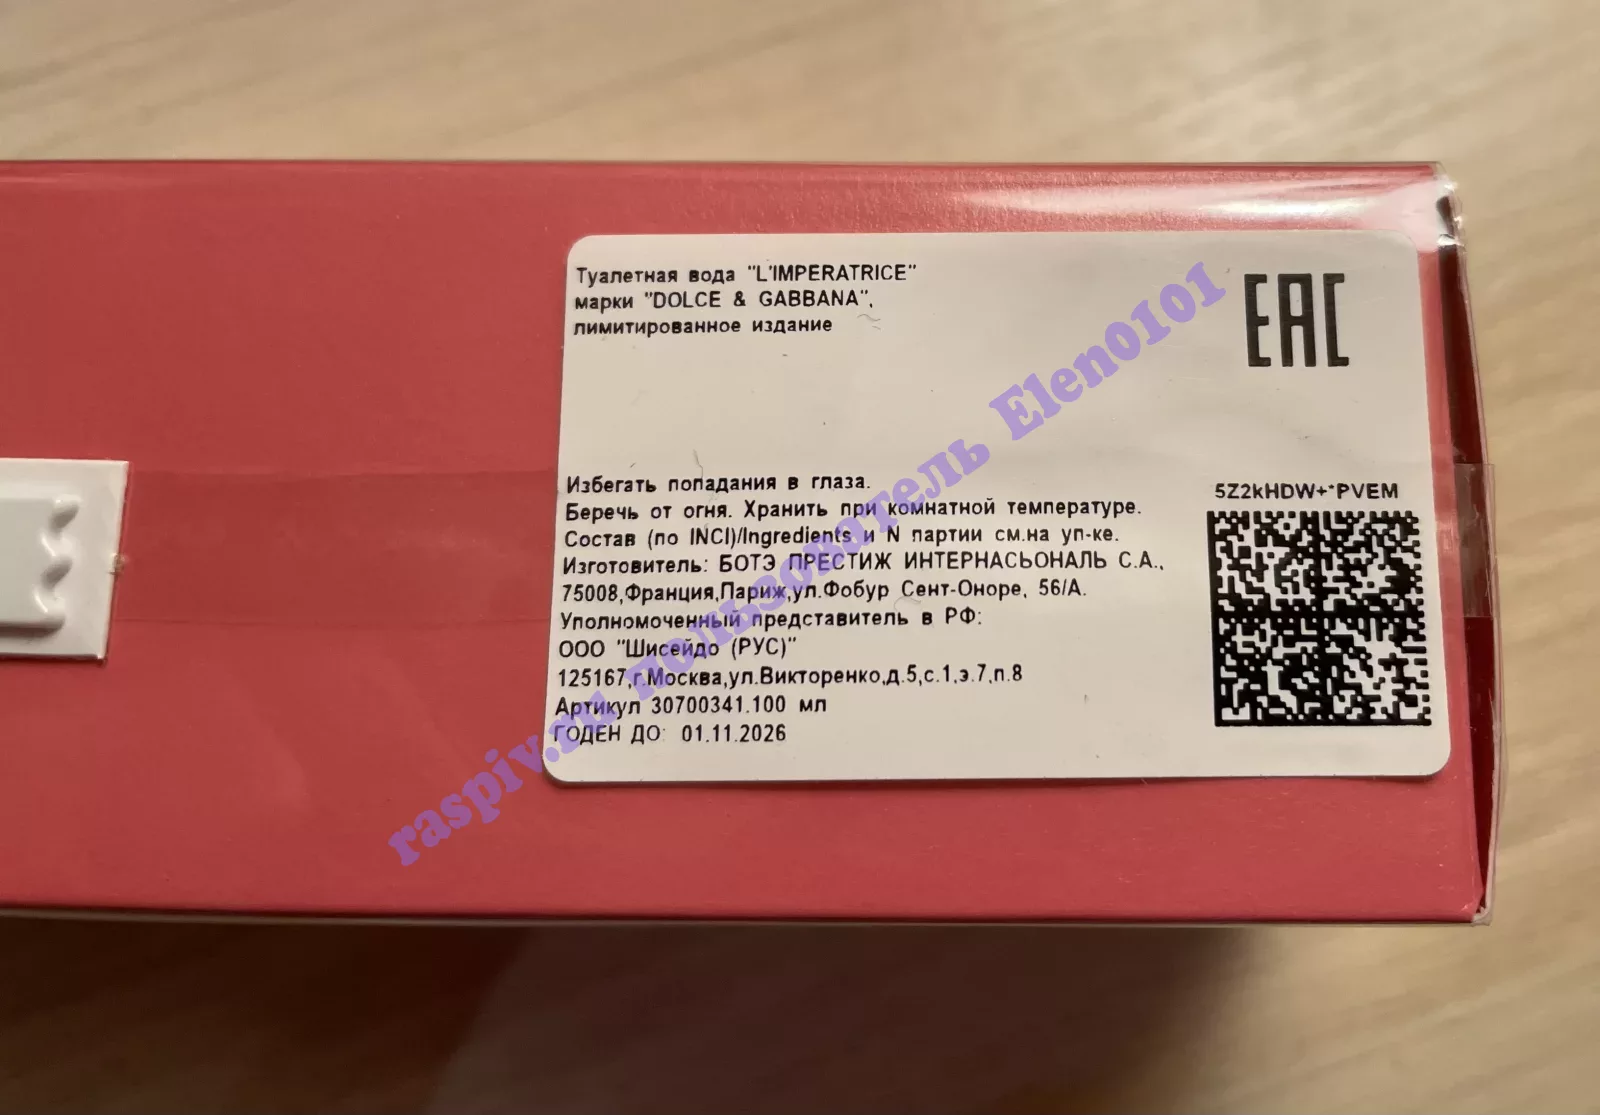 Туалетная вода "L'IMPERATRICE"
марки "DOLCE & GABBANA",
лимитированное издание
EAC
Избегать попадания в глаза.
Беречь от огня. Хранить при комнатной температуре.
Состав (по INCI)/Ingredients и N партии см.на уп-ке.
Изготовитель: БОТЭ ПРЕСТИЖ ИНТЕРНАСЬОНАЛЬ С.А.,
75008,Франция,Париж,ул.Фобур Сент-Оноре, 56/А.
Уполномоченный представитель в РФ:
ООО "Шисейдо (РУС)"
125167,г.Москва,ул.Викторенко,д.5,с.1,э.7,п.8
Артикул 30700341.100 мл
ГОДЕН ДО: 01.11.2026
5Z2kHDW+*PVEM
raspiv.ru пользователь Elen0101